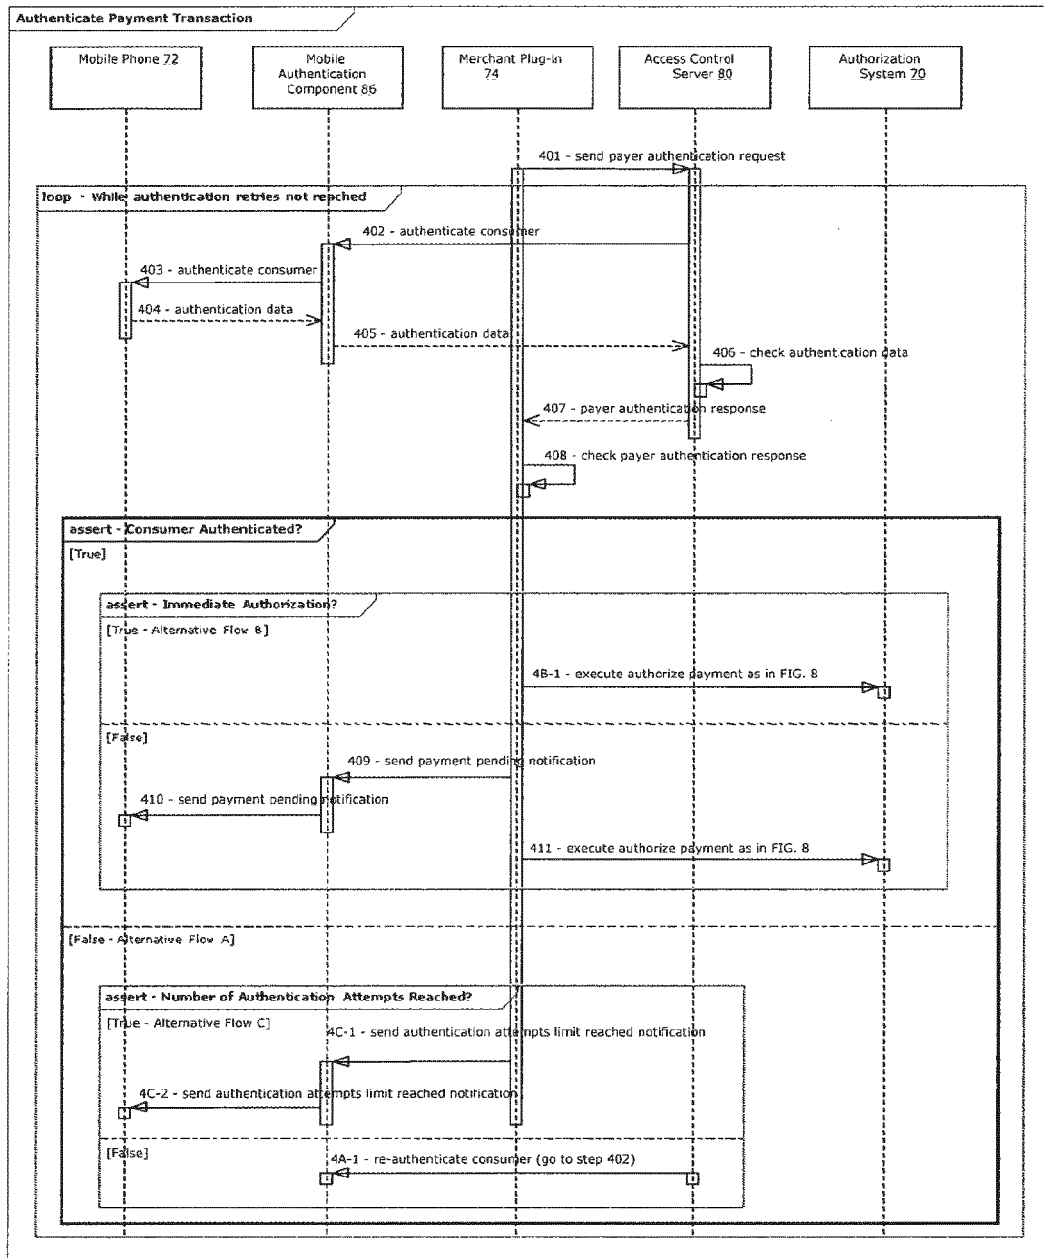 Authenticate Payment Transaction
Mobile Phone 72
Mobile
Authentication
Component 86
Merchant Plug-in
74
Access Control
Server 80
Authorization
System 70
401 - send payer authentication request
loop - While authentication retries not reached
402 - authenticate consumer
403 - authenticate consumer
404 - authentication data
405 - authentication data
406 - check authentication data
407 - payer authentication response
408 - check payer authentication response
assert - Consumer Authenticated?
[True]
assert - Immediate Authorization?
[True - Alternative Flow B]
4B-1 - execute authorize payment as in FIG. 8
[False]
409 - send payment pending notification
410 - send payment pending notification
411 - execute authorize payment as in FIG. 8
[False - Alternative Flow A]
assert - Number of Authentication Attempts Reached?
[True - Alternative Flow C]
4C-1 - send authentication attempts limit reached notification
4C-2 - send authentication attempts limit reached notification
[False]
4A-1 - re-authenticate consumer (go to step 402)